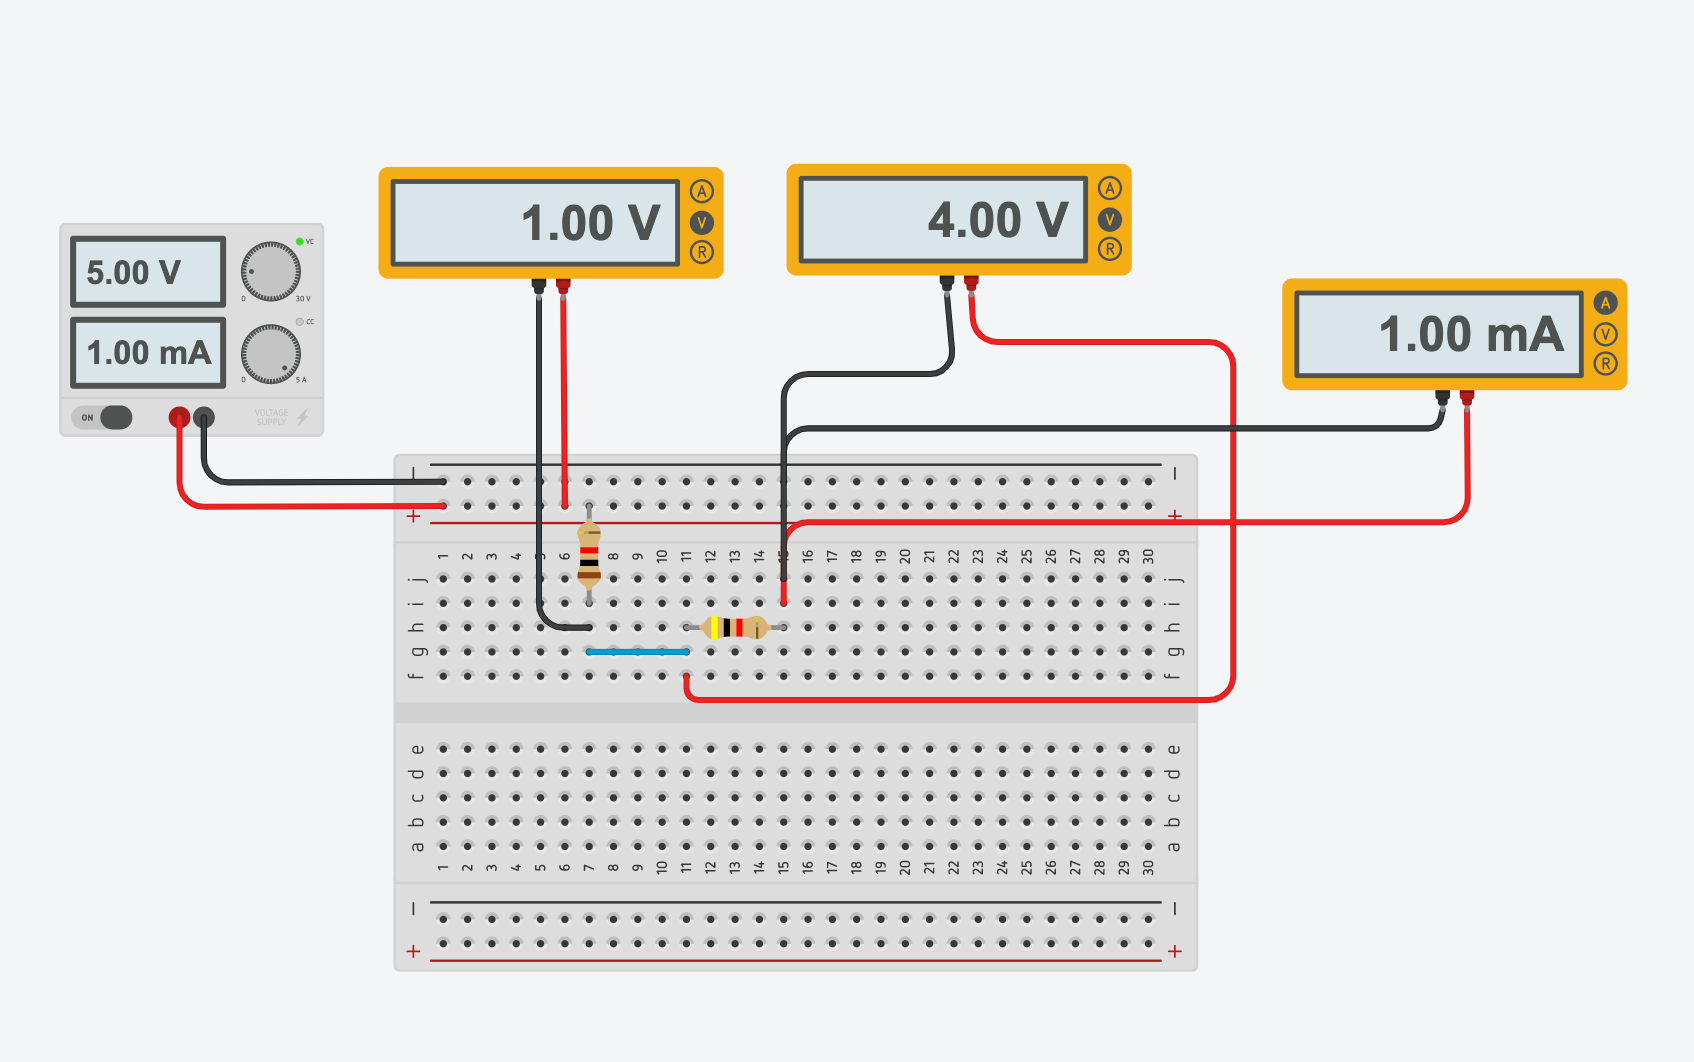 1.00 V
A
V
R
4.00 V
A
V
R
5.00 V
VC
0 30 V
1.00 mA
CC
0 5 A
ON
VOLTAGE
SUPPLY
1.00 mA
A
V
R
+ +
1 2 3 4 5 6 8 9 10 11 12 13 14 15 16 17 18 19 20 21 22 23 24 25 26 27 28 29 30
j j
i i
h h
g g
f f
e e
d d
c c
b b
a a
1 2 3 4 5 6 7 8 9 10 11 12 13 14 15 16 17 18 19 20 21 22 23 24 25 26 27 28 29 30
+ +